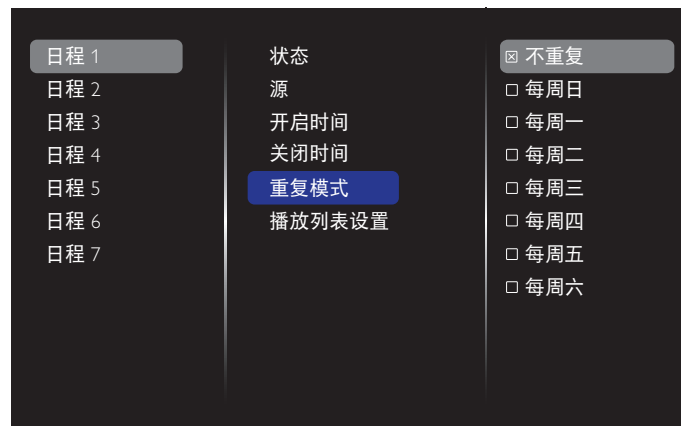 日程 1
日程 2
日程 3
日程 4
日程 5
日程 6
日程 7
状态
源
开启时间
关闭时间
重复模式
播放列表设置
不重复
每周日
每周一
每周二
每周三
每周四
每周五
每周六